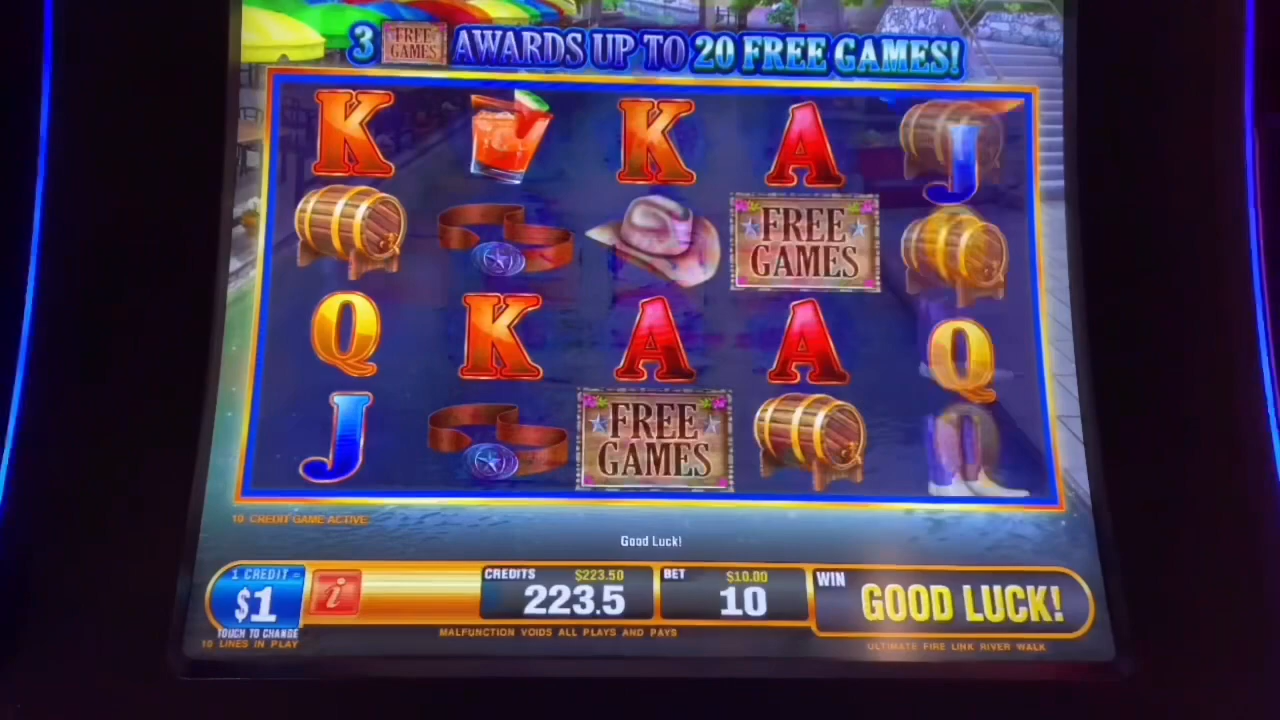 3 FREE GAMES AWARDS UP TO 20 FREE GAMES!
K K A J
FREE GAMES
Q K A A Q
J FREE GAMES
10 CREDIT GAME ACTIVE
Good Luck!
1 CREDIT =
$1
TOUCH TO CHANGE
i
CREDITS $223.50
223.5
BET $10.00
10
WIN GOOD LUCK!
10 LINES IN PLAY
MALFUNCTION VOIDS ALL PLAYS AND PAYS
ULTIMATE FIRE LINK RIVER WALK